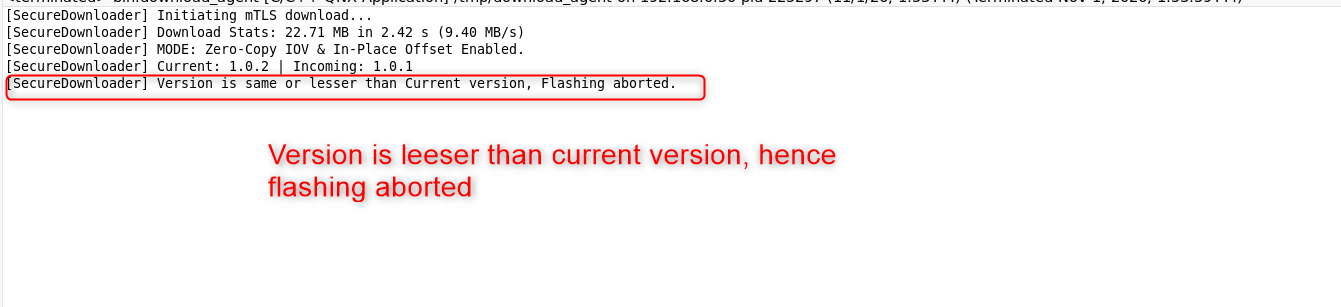 [SecureDownloader] Initiating mTLS download...
[SecureDownloader] Download Stats: 22.71 MB in 2.42 s (9.40 MB/s)
[SecureDownloader] MODE: Zero-Copy IOV & In-Place Offset Enabled.
[SecureDownloader] Current: 1.0.2 | Incoming: 1.0.1
[SecureDownloader] Version is same or lesser than Current version, Flashing aborted.
Version is leeser than current version, hence
flashing aborted